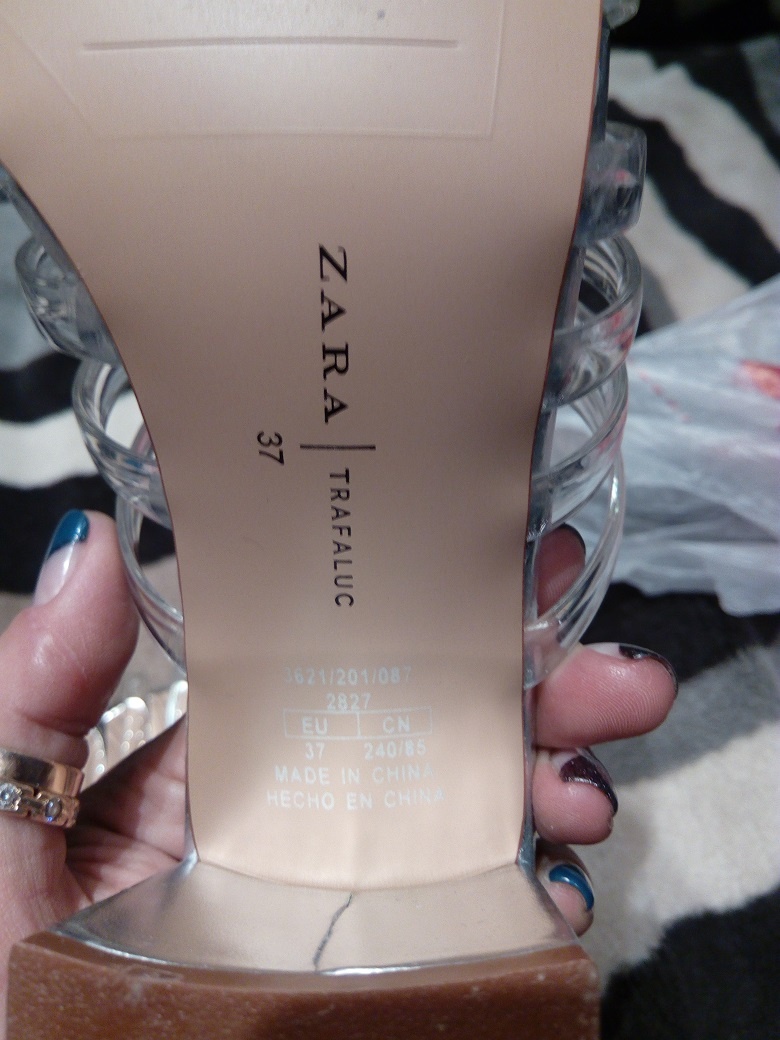 ZARA | TRAFALUC
37
3621/201/087
2827
EU CN
37 240/85
MADE IN CHINA
HECHO EN CHINA